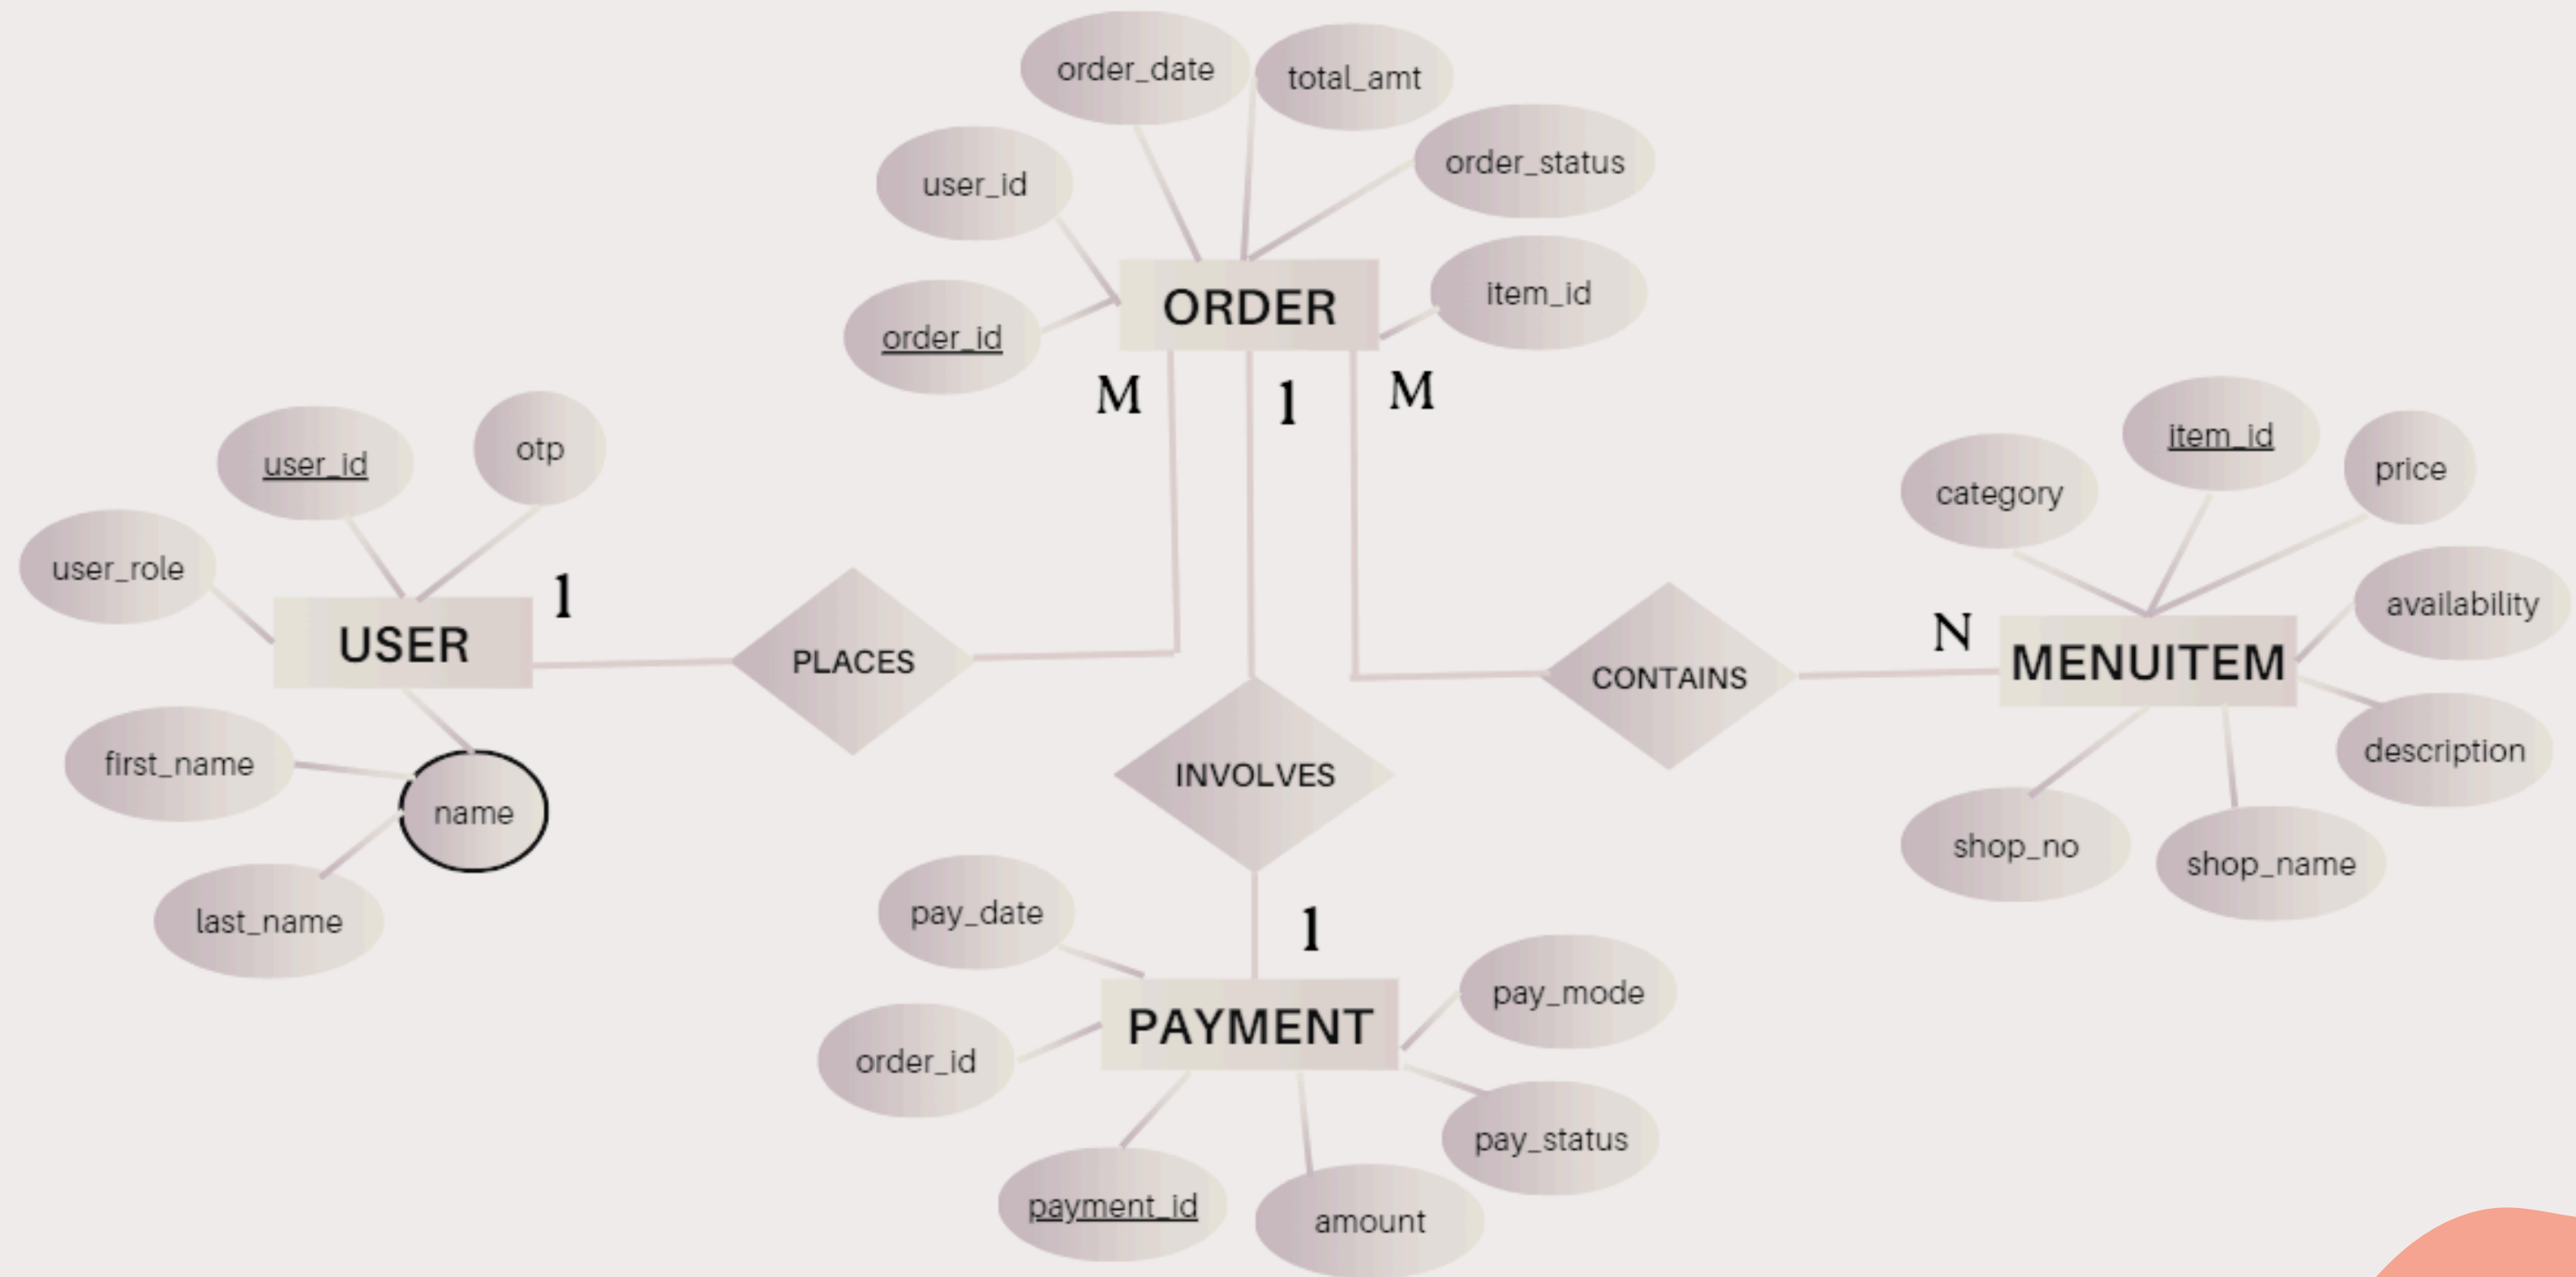 order_date
total_amt
order_status
user_id
ORDER
item_id
order_id
M
1
M
user_id
otp
user_role
USER
1
PLACES
first_name
name
last_name
INVOLVES
CONTAINS
N
MENUITEM
category
item_id
price
availability
description
shop_no
shop_name
1
pay_date
PAYMENT
pay_mode
order_id
pay_status
payment_id
amount